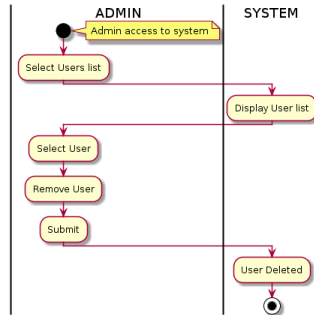 ADMIN
SYSTEM
Admin access to system
Select Users list
Display User list
Select User
Remove User
Submit
User Deleted